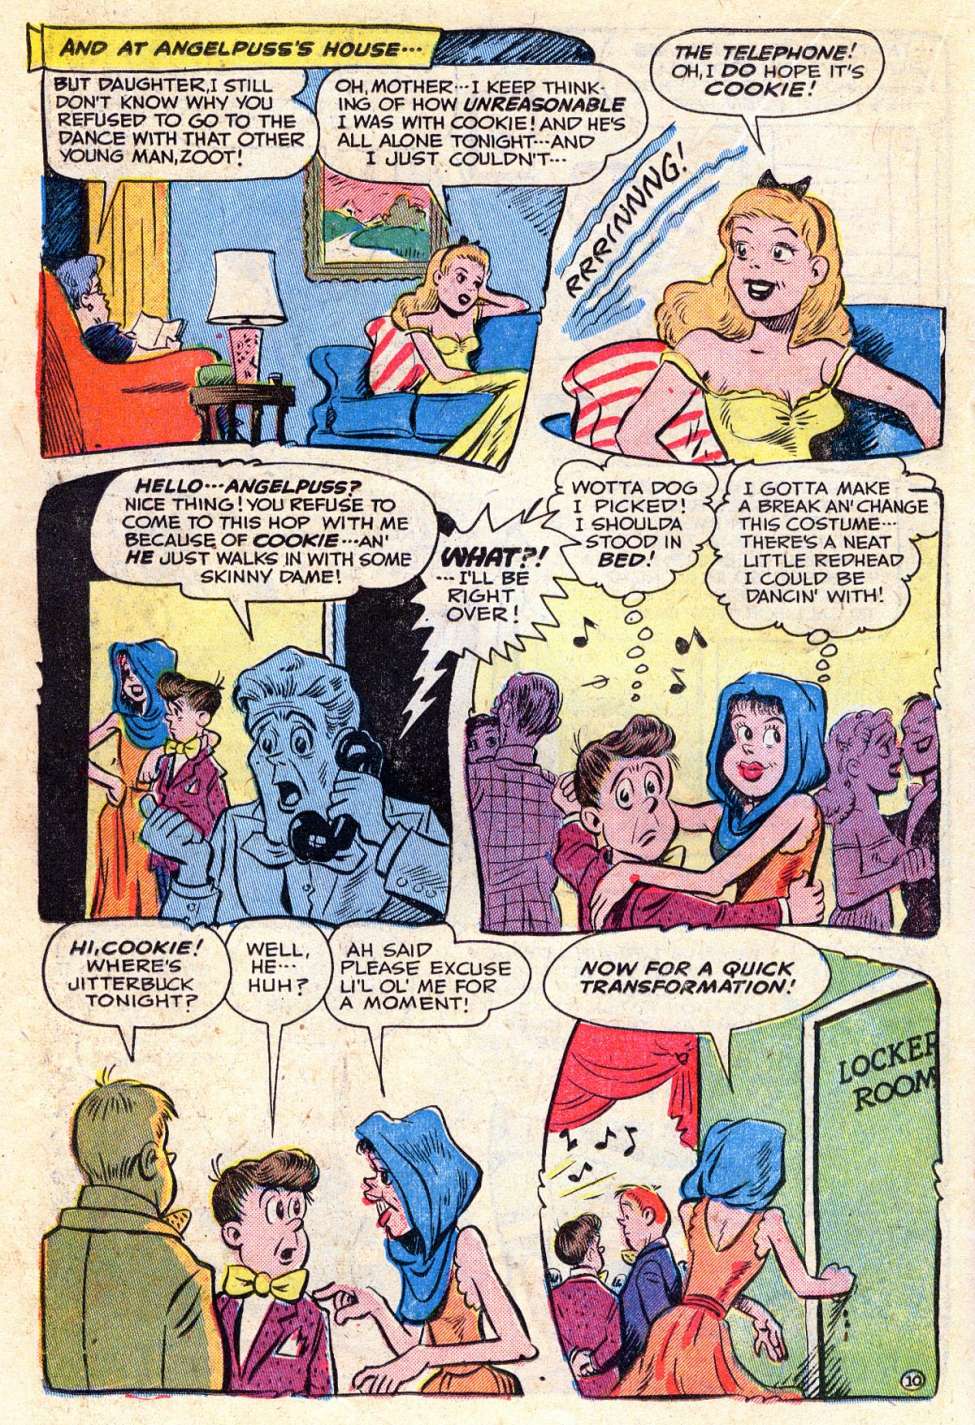 AND AT ANGELPUSS'S HOUSE...
BUT DAUGHTER, I STILL
DON'T KNOW WHY YOU
REFUSED TO GO TO THE
DANCE WITH THAT OTHER
YOUNG MAN, ZOOT!
OH, MOTHER... I KEEP THINK-
ING OF HOW UNREASONABLE
I WAS WITH COOKIE! AND HE'S
ALL ALONE TONIGHT... AND
I JUST COULDN'T...
THE TELEPHONE!
OH, I DO HOPE IT'S
COOKIE!
RRRRINNNNG!
HELLO... ANGELPUSS?
NICE THING! YOU REFUSE TO
COME TO THIS HOP WITH ME
BECAUSE OF COOKIE... AN'
HE JUST WALKS IN WITH SOME
SKINNY DAME!
WHAT?!
... I'LL BE
RIGHT
OVER!
WOTTA DOG
I PICKED!
I SHOULDA
STOOD IN
BED!
I GOTTA MAKE
A BREAK AN' CHANGE
THIS COSTUME...
THERE'S A NEAT
LITTLE REDHEAD
I COULD BE
DANCIN' WITH!
HI, COOKIE!
WHERE'S
JITTERBUCK
TONIGHT?
WELL,
HE...
HUH?
AH SAID
PLEASE EXCUSE
LI'L OL' ME FOR
A MOMENT!
NOW FOR A QUICK
TRANSFORMATION!
LOCKER
ROOM
10